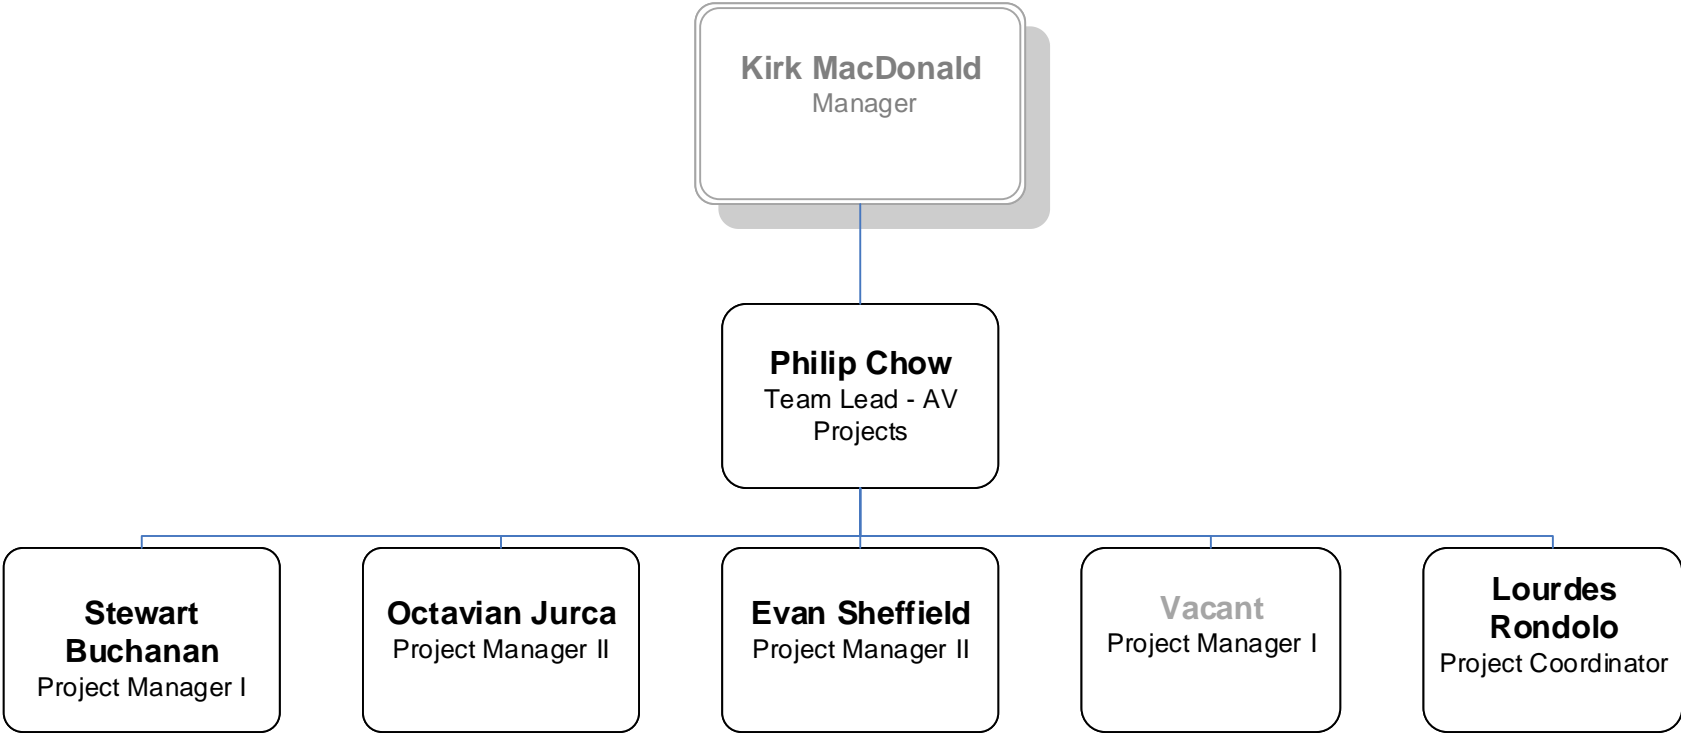 Kirk MacDonald
Manager
Philip Chow
Team Lead - AV
Projects
Stewart
Buchanan
Project Manager I
Octavian Jurca
Project Manager II
Evan Sheffield
Project Manager II
Vacant
Project Manager I
Lourdes
Rondolo
Project Coordinator